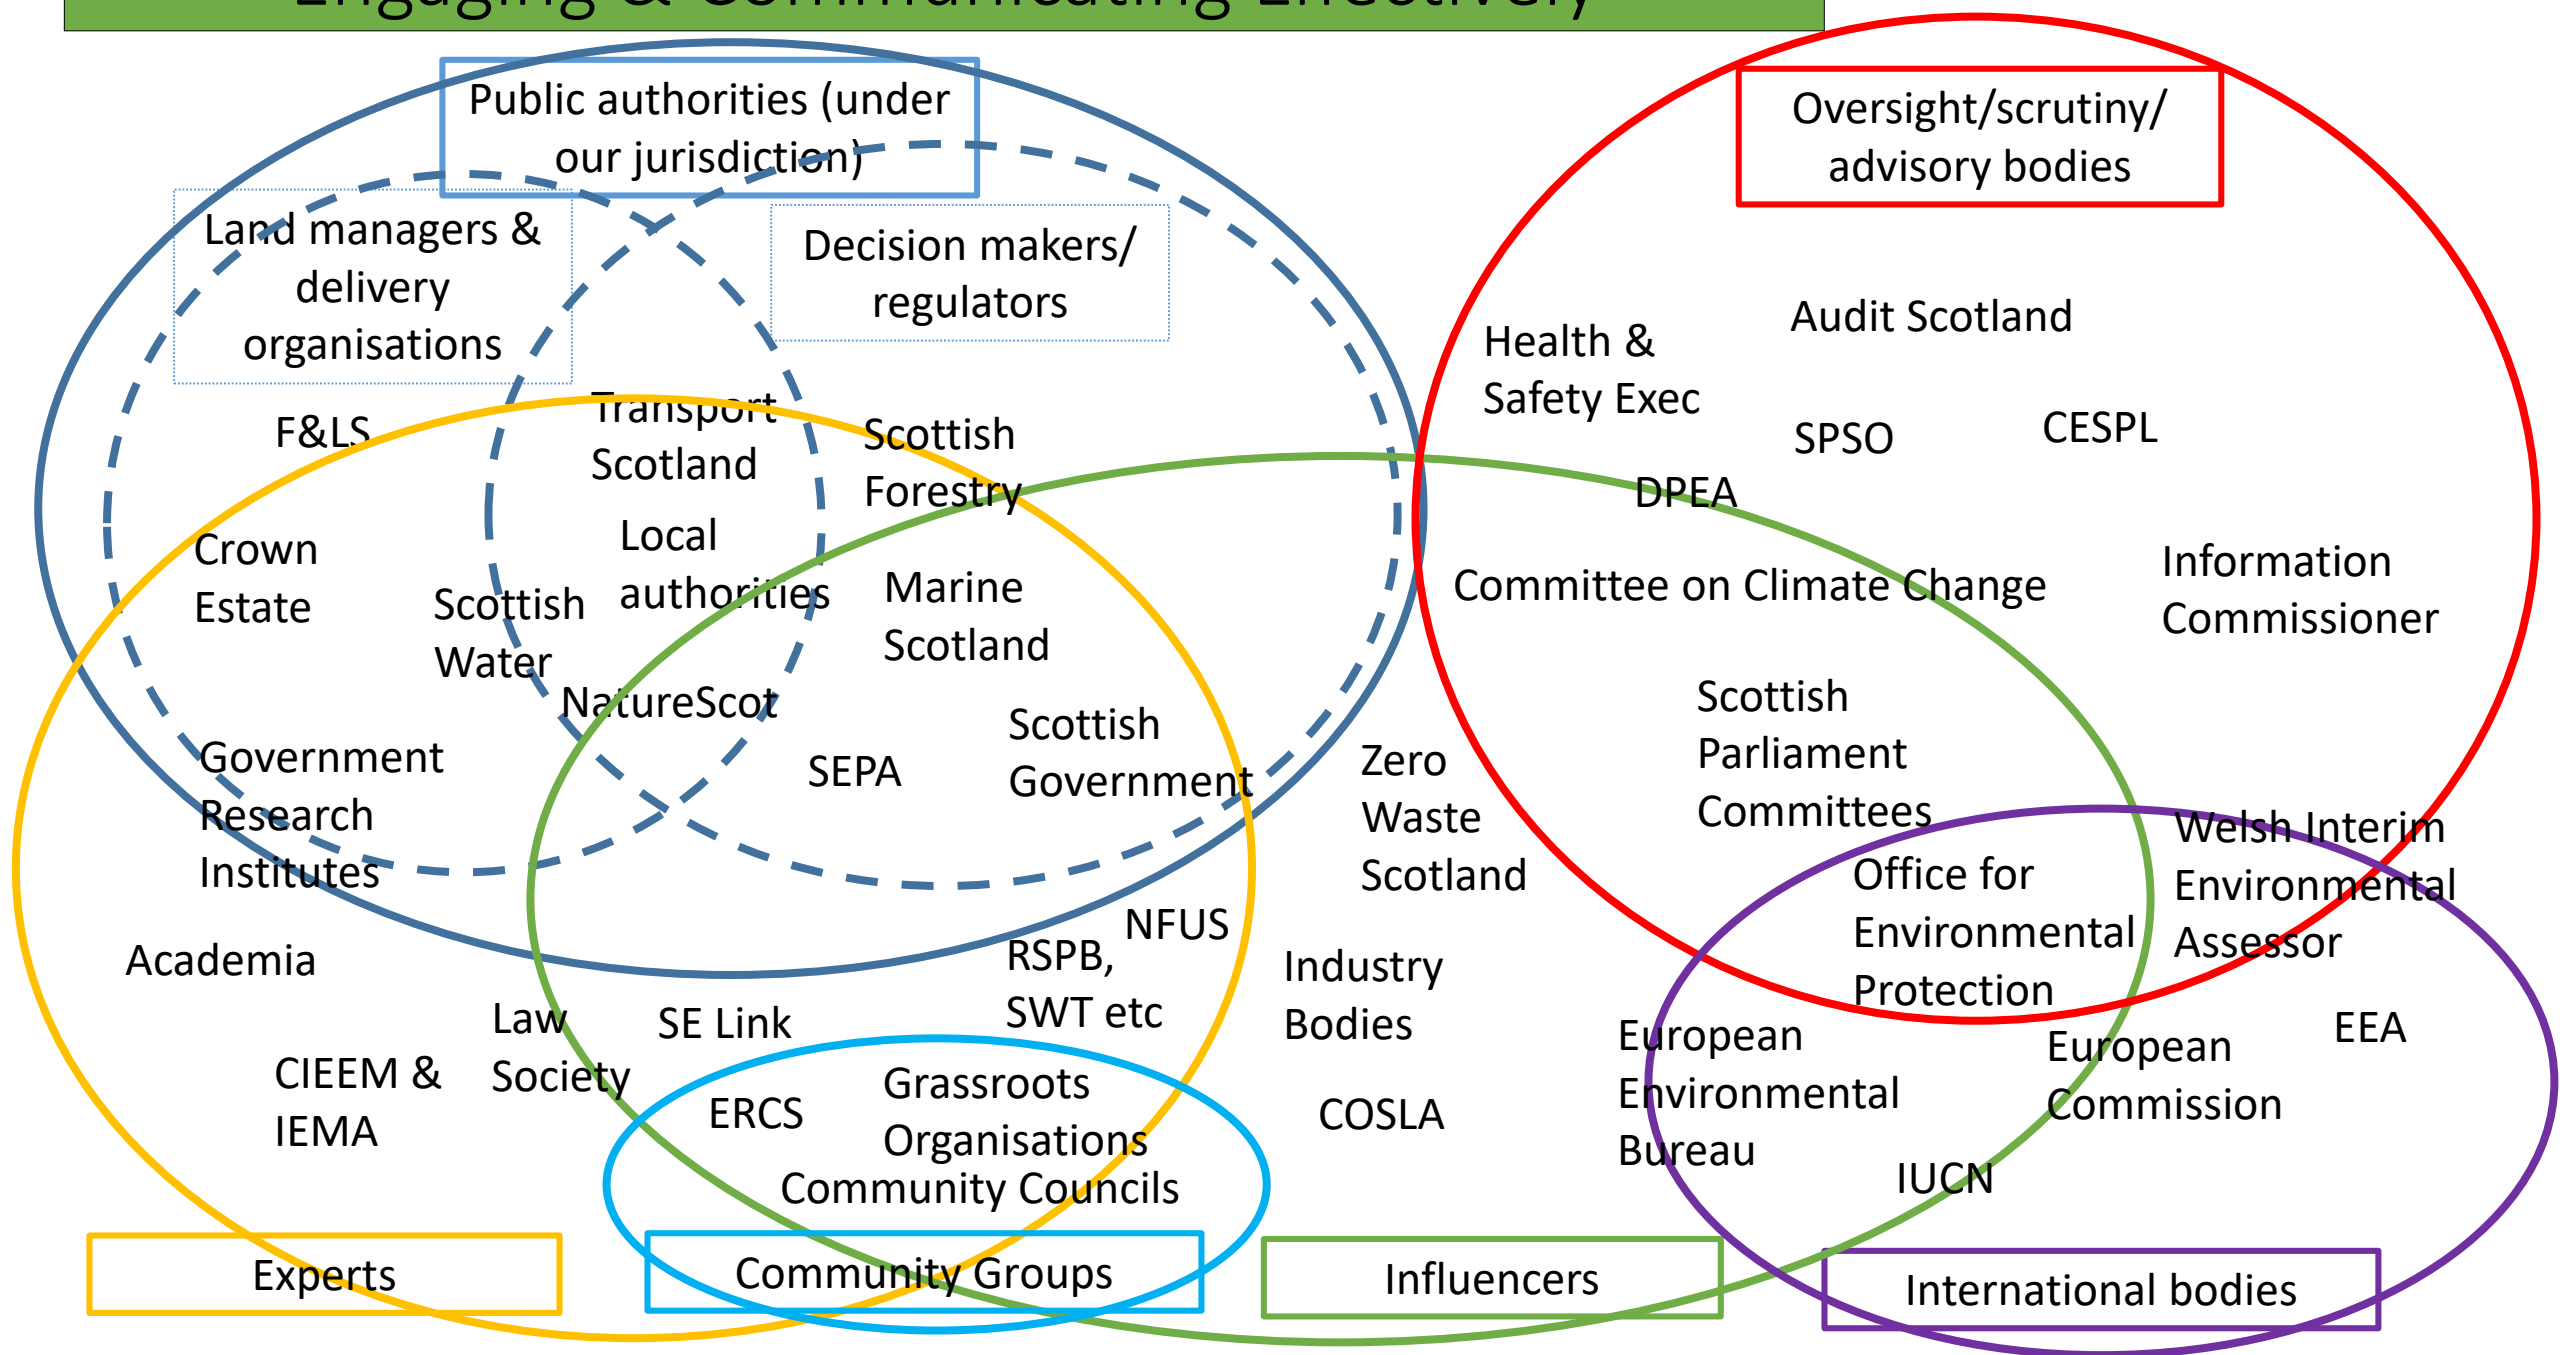 Engaging & Communicating Effectively
Public authorities (under
our jurisdiction)
Oversight/scrutiny/
advisory bodies
Land managers &
delivery
organisations
Decision makers/
regulators
Health &
Safety Exec
Audit Scotland
SPSO
CESPL
DPEA
F&LS
Transport
Scotland
Scottish
Forestry
Local
authorities
Crown
Estate
Scottish
Water
Marine
Scotland
NatureScot
Committee on Climate Change
Information
Commissioner
Scottish
Parliament
Committees
Government
Research
Institutes
SEPA
Scottish
Government
Zero
Waste
Scotland
Office for
Environmental
Protection
Welsh Interim
Environmental
Assessor
Academia
NFUS
RSPB,
SWT etc
Industry
Bodies
Law
Society
SE Link
CIEEM &
IEMA
ERCS
Grassroots
Organisations
Community Councils
COSLA
European
Environmental
Bureau
European
Commission
EEA
IUCN
Experts
Community Groups
Influencers
International bodies